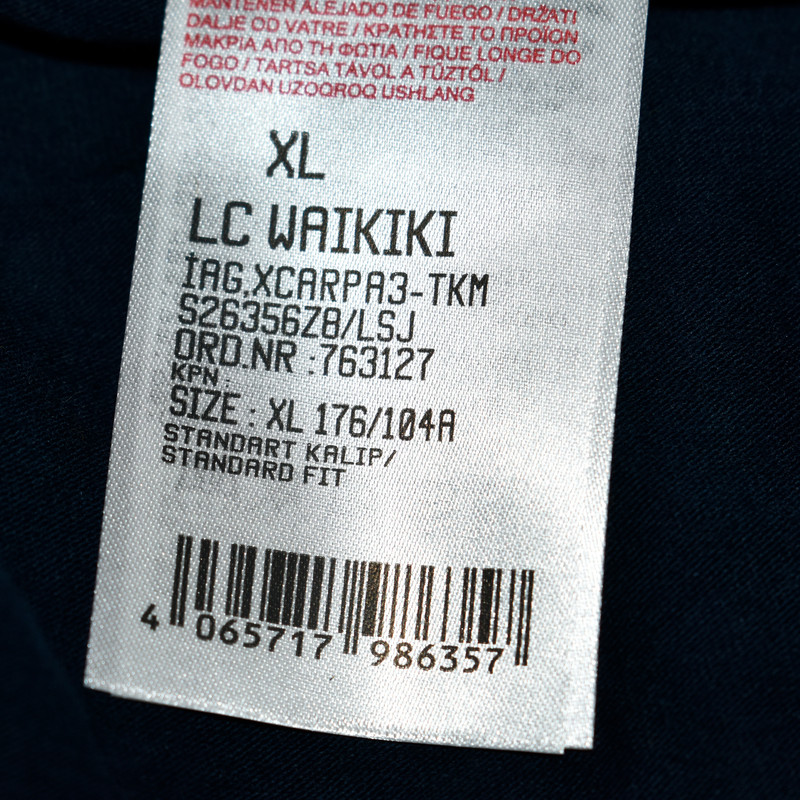 MANTENER ALEJADO DE FUEGO / DRŽATI
DALJE OD VATRE / ΚΡΑΤΗΣΤΕ ΤΟ ΠΡΟΪΟΝ
ΜΑΚΡΙΑ ΑΠΟ ΤΗ ΦΩΤΙΑ / FIQUE LONGE DO
FOGO / TARTSA TÁVOL A TŰZTŐL /
OLOVDAN UZOQROQ USHLANG
XL
LC WAIKIKI
İAG.XCARPA3-TKM
S26356Z8/LSJ
ORD.NR :763127
KPN :
SIZE : XL 176/104A
STANDART KALIP/
STANDARD FIT
4 065717 986357